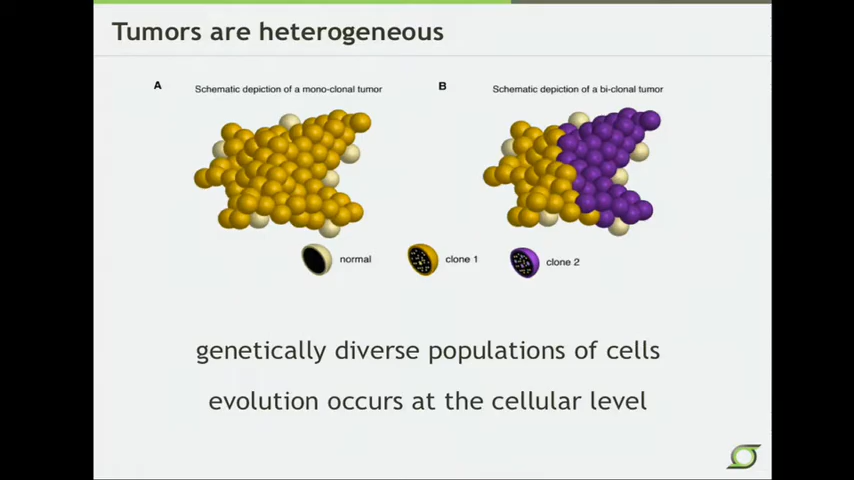 Tumors are heterogeneous
A
Schematic depiction of a mono-clonal tumor
B
Schematic depiction of a bi-clonal tumor
normal
clone 1
clone 2
genetically diverse populations of cells
evolution occurs at the cellular level